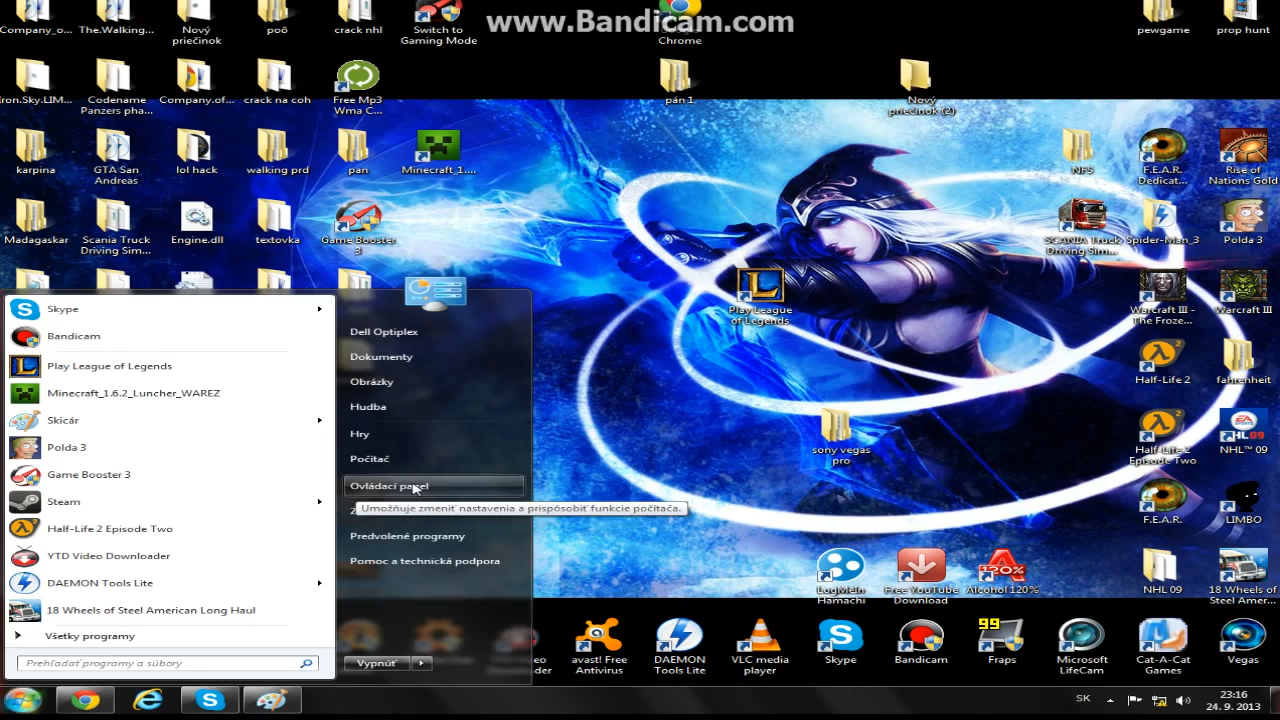 www.Bandicam.com
Company_o...
The.Walking...
Nový
priečinok
poô
crack nhl
Switch to
Gaming Mode
Google
Chrome
pewgame
prop hunt
Iron.Sky.LIM...
Codename
Panzers pha...
Company.of...
crack na coh
Free Mp3
Wma C...
pán 1
Nový
priečinok (2)
karpina
GTA San
Andreas
lol hack
walking prd
pan
Minecraft_1....
NFS
F.E.A.R.
Dedicat...
Rise of
Nations Gold
Madagaskar
Scania Truck
Driving Sim...
Engine.dll
textovka
Game Booster
3
SCANIA Truck
Driving Sim...
Spider-Man_3
Polda 3
Play League
of Legends
Warcraft III -
The Froze...
Warcraft III
Half-Life 2
fahrenheit
sony vegas
pro
Half-Life 2
Episode Two
NHL™ 09
F.E.A.R.
LIMBO
LogMeIn
Hamachi
Free YouTube
Download
Alcohol 120%
NHL 09
18 Wheels of
Steel Amer...
avast! Free
Antivirus
DAEMON
Tools Lite
VLC media
player
Skype
Bandicam
99
Fraps
Microsoft
LifeCam
Cat-A-Cat
Games
Vegas
Skype
Bandicam
Play League of Legends
Minecraft_1.6.2_Luncher_WAREZ
Skicár
Polda 3
Game Booster 3
Steam
Half-Life 2 Episode Two
YTD Video Downloader
DAEMON Tools Lite
18 Wheels of Steel American Long Haul
Všetky programy
Prehľadať programy a súbory
Dell Optiplex
Dokumenty
Obrázky
Hudba
Hry
Počítač
Ovládací panel
Umožňuje zmeniť nastavenia a prispôsobiť funkcie počítača.
Predvolené programy
Pomoc a technická podpora
Vypnúť
SK
23:16
24. 9. 2013